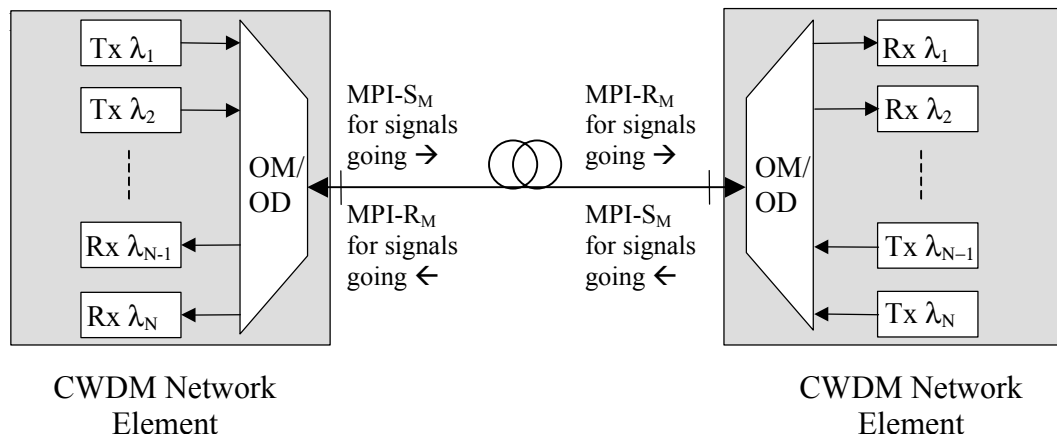 Tx λ1
Tx λ2
OM/
OD
Rx λN-1
Rx λN
MPI-SM
for signals
going →
MPI-RM
for signals
going ←
MPI-RM
for signals
going →
MPI-SM
for signals
going ←
OM/
OD
Rx λ1
Rx λ2
Tx λN−1
Tx λN
CWDM Network
Element
CWDM Network
Element